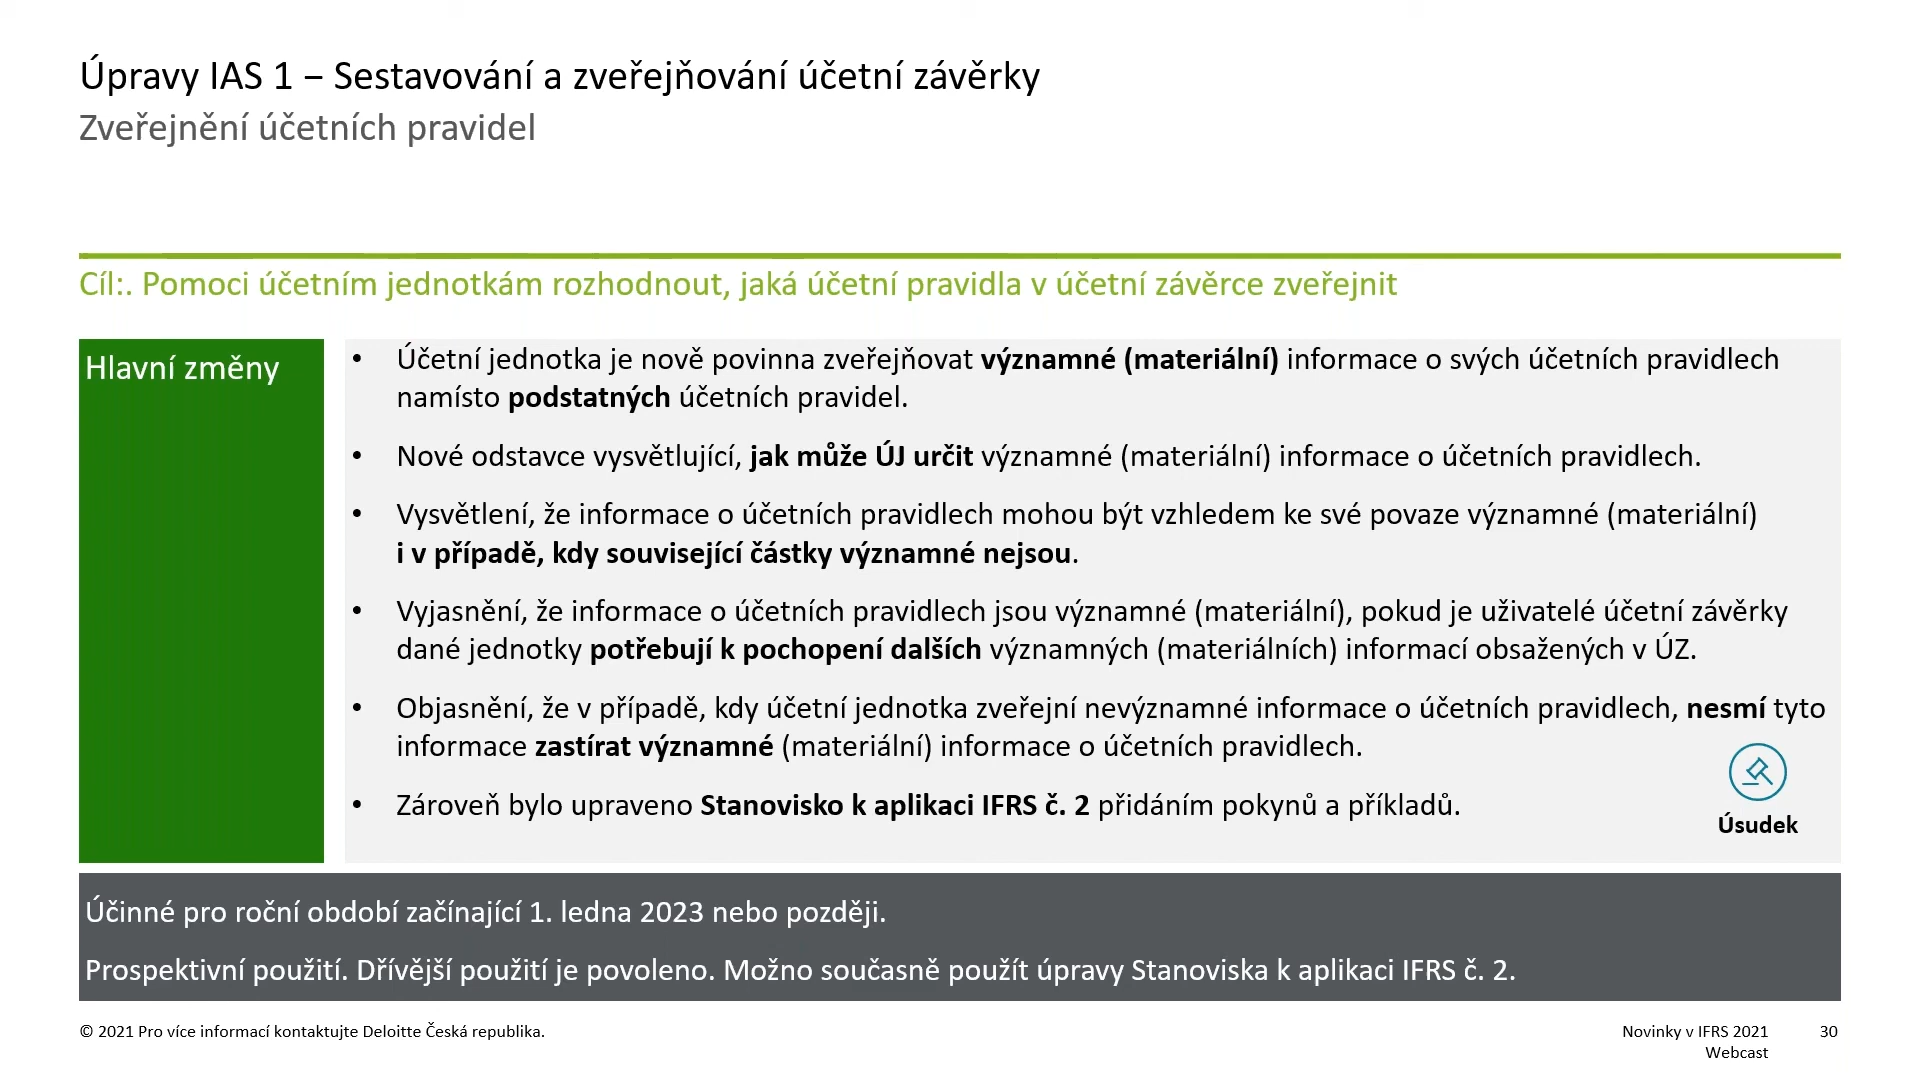 Úpravy IAS 1 – Sestavování a zveřejňování účetní závěrky
Zveřejnění účetních pravidel
Cíl:. Pomoci účetním jednotkám rozhodnout, jaká účetní pravidla v účetní závěrce zveřejnit
Hlavní změny
• Účetní jednotka je nově povinna zveřejňovat významné (materiální) informace o svých účetních pravidlech
namísto podstatných účetních pravidel.
• Nové odstavce vysvětlující, jak může ÚJ určit významné (materiální) informace o účetních pravidlech.
• Vysvětlení, že informace o účetních pravidlech mohou být vzhledem ke své povaze významné (materiální)
i v případě, kdy související částky významné nejsou.
• Vyjasnění, že informace o účetních pravidlech jsou významné (materiální), pokud je uživatelé účetní závěrky
dané jednotky potřebují k pochopení dalších významných (materiálních) informací obsažených v ÚZ.
• Objasnění, že v případě, kdy účetní jednotka zveřejní nevýznamné informace o účetních pravidlech, nesmí tyto
informace zastírat významné (materiální) informace o účetních pravidlech.
• Zároveň bylo upraveno Stanovisko k aplikaci IFRS č. 2 přidáním pokynů a příkladů.
Úsudek
Účinné pro roční období začínající 1. ledna 2023 nebo později.
Prospektivní použití. Dřívější použití je povoleno. Možno současně použít úpravy Stanoviska k aplikaci IFRS č. 2.
© 2021 Pro více informací kontaktujte Deloitte Česká republika.
Novinky v IFRS 2021
Webcast
30